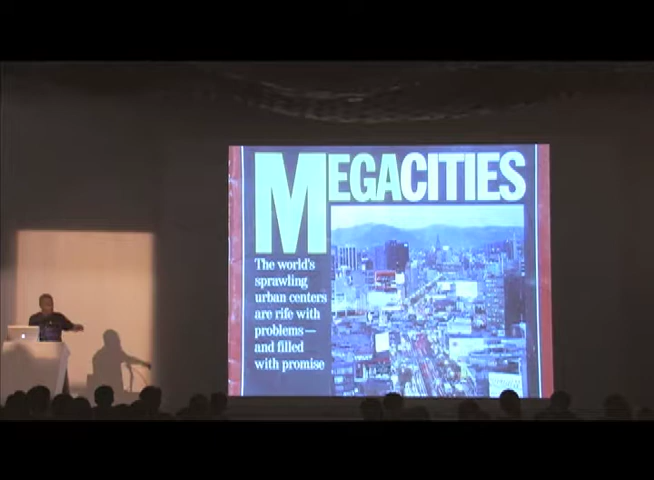 MEGACITIES
The world's
sprawling
urban centers
are rife with
problems—
and filled
with promise